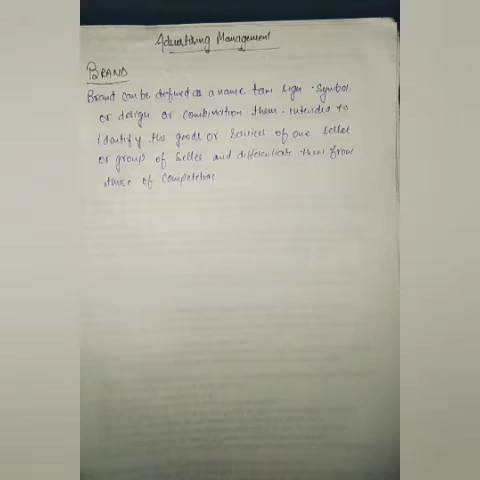 Advertising Management
BRAND
Brand can be defined as a name term sign. Symbol,
or design or combination them. intended to
identify the goods or services of one seller
or group of seller and differentiate them from
those of competetors